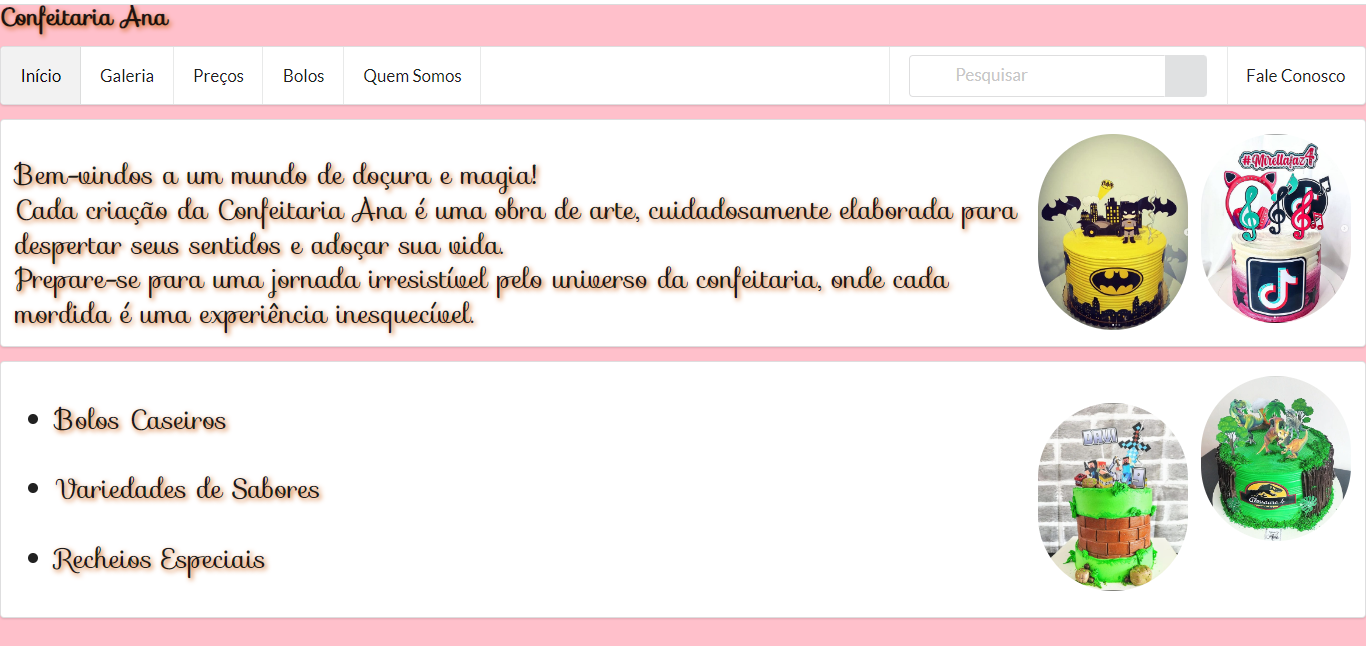 Confeitaria Ana
Início Galeria Preços Bolos Quem Somos Pesquisar Fale Conosco
Bem-vindos a um mundo de doçura e magia!
Cada criação da Confeitaria Ana é uma obra de arte, cuidadosamente elaborada para
despertar seus sentidos e adoçar sua vida.
Prepare-se para uma jornada irresistível pelo universo da confeitaria, onde cada
mordida é uma experiência inesquecível.
#Mirellafaz4
Bolos Caseiros
Variedades de Sabores
Recheios Especiais